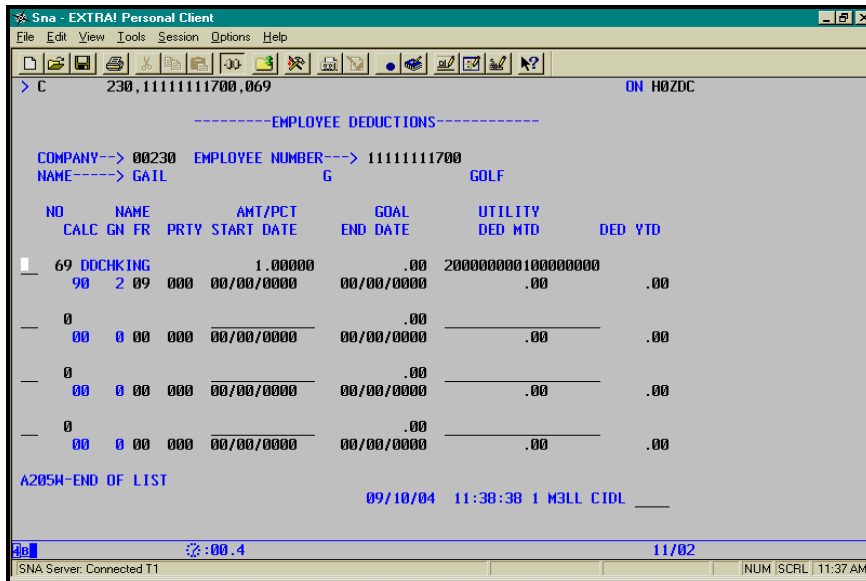 Sna - EXTRA! Personal Client
File Edit View Tools Session Options Help
> C 230,11111111700,069 ON H0ZDC
---------EMPLOYEE DEDUCTIONS------------
COMPANY--> 00230 EMPLOYEE NUMBER---> 11111111700
NAME-----> GAIL G GOLF
NO NAME AMT/PCT GOAL UTILITY
CALC GN FR PRTY START DATE END DATE DED MTD DED YTD
69 DDCHKING 1.00000 .00 2000000000100000000
90 2 09 000 00/00/0000 00/00/0000 .00 .00
0 .00
00 0 00 000 00/00/0000 00/00/0000 .00 .00
0 .00
00 0 00 000 00/00/0000 00/00/0000 .00 .00
0 .00
00 0 00 000 00/00/0000 00/00/0000 .00 .00
A205W-END OF LIST
09/10/04 11:38:38 1 M3LL CIDL ____
4B :00.4 11/02
SNA Server: Connected T1 NUM SCRL 11:37 AM